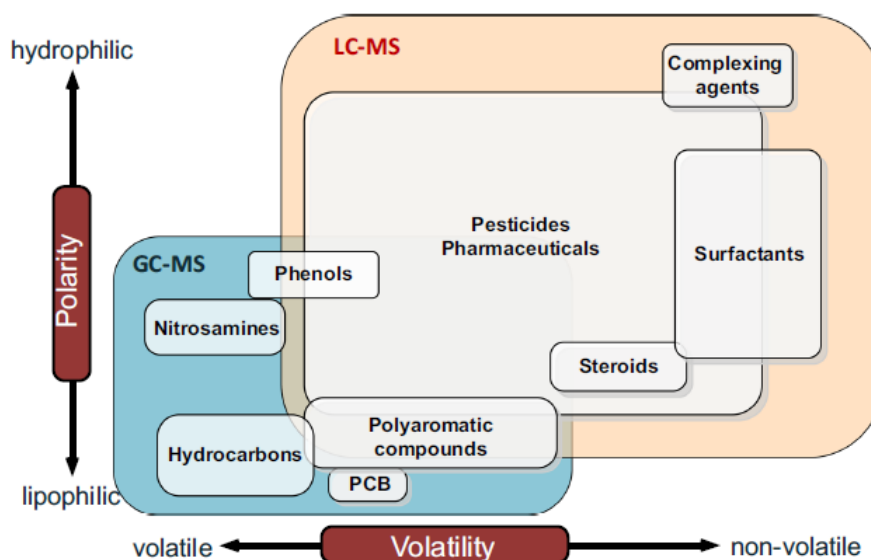 hydrophilic
LC-MS
Complexing
agents
Polarity
Pesticides
Pharmaceuticals
Surfactants
GC-MS
Phenols
Nitrosamines
Steroids
Polyaromatic
compounds
Hydrocarbons
PCB
lipophilic
volatile
Volatility
non-volatile